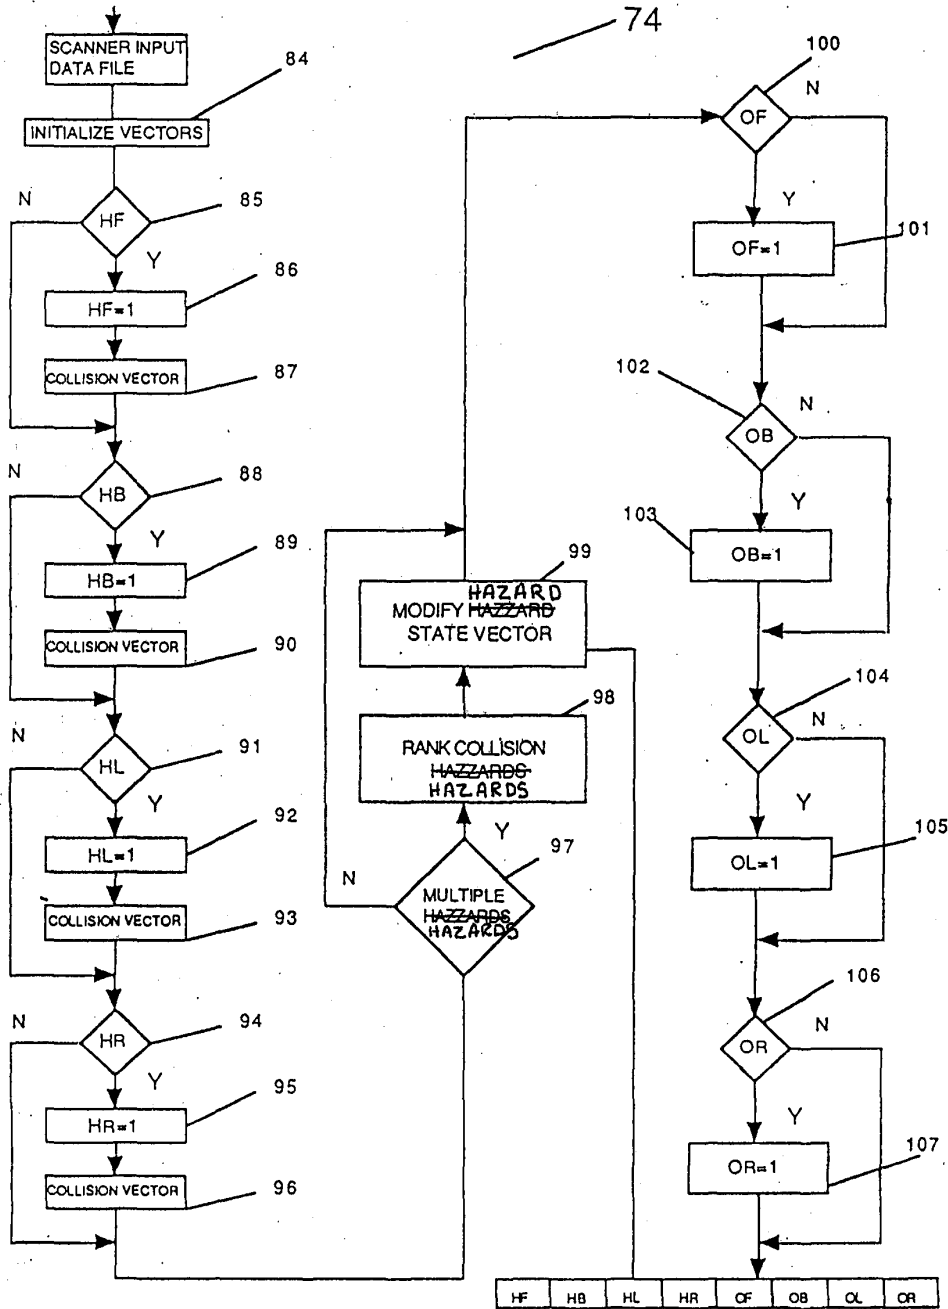 74
SCANNER INPUT
DATA FILE
84
INITIALIZE VECTORS
N
HF
85
Y
86
HF=1
COLLISION VECTOR
87
N
HB
88
Y
89
HB=1
COLLISION VECTOR
90
N
HL
91
Y
92
HL=1
COLLISION VECTOR
93
N
HR
94
Y
95
HR=1
COLLISION VECTOR
96
99
HAZARD
MODIFY HAZZARD
STATE VECTOR
98
RANK COLLISION
HAZZARDS
HAZARDS
Y
97
N
MULTIPLE
HAZZARDS
HAZARDS
100
OF
N
Y
101
OF=1
102
OB
N
Y
103
OB=1
104
OL
N
Y
105
OL=1
106
OR
N
Y
107
OR=1
HF HB HL HR OF OB OL OR